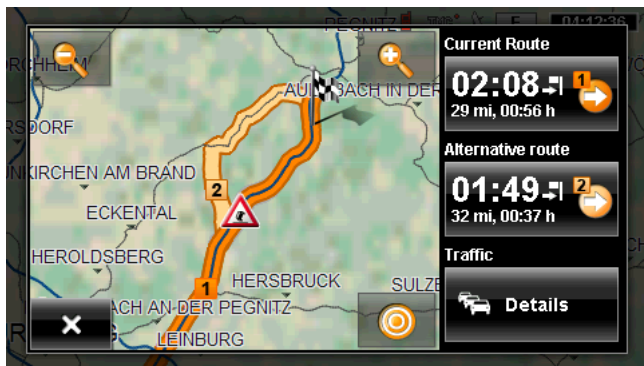 PEGNITZ
TMC
E
04:12:36
Current Route
02:08
1
29 mi, 00:56 h
Alternative route
01:49
2
32 mi, 00:37 h
Traffic
Details
AUERBACH IN DER
ECKENTAL
2
HEROLDSBERG
1
HERSBRUCK
SULZE
ACH AN DER PEGNITZ
LEINBURG
RSDORF
NKIRCHEN AM BRAND